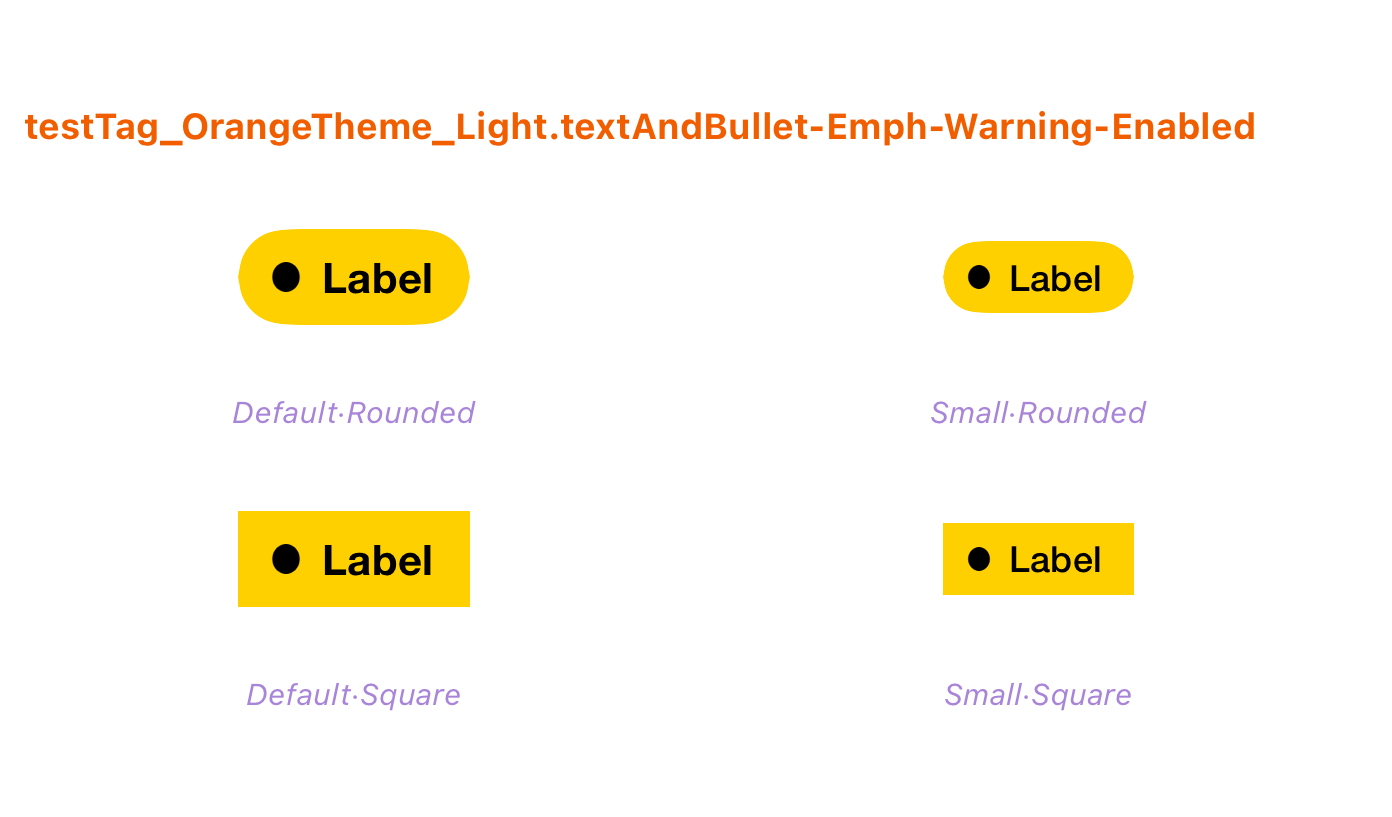 testTag_OrangeTheme_Light.textAndBullet-Emph-Warning-Enabled
Label
Label
Default·Rounded
Small·Rounded
Label
Label
Default·Square
Small·Square